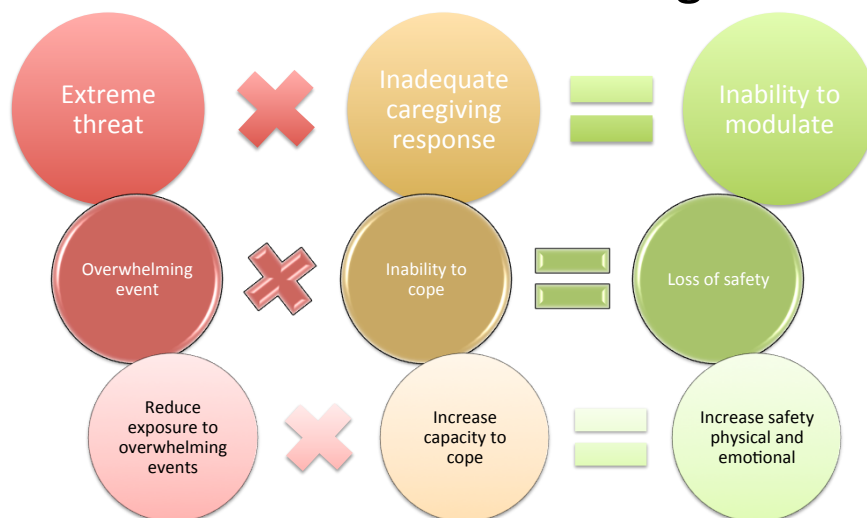 Extreme
threat
Inadequate
caregiving
response
Inability to
modulate
Overwhelming
event
Inability to
cope
Loss of safety
Reduce
exposure to
overwhelming
events
Increase
capacity to
cope
Increase safety
physical and
emotional